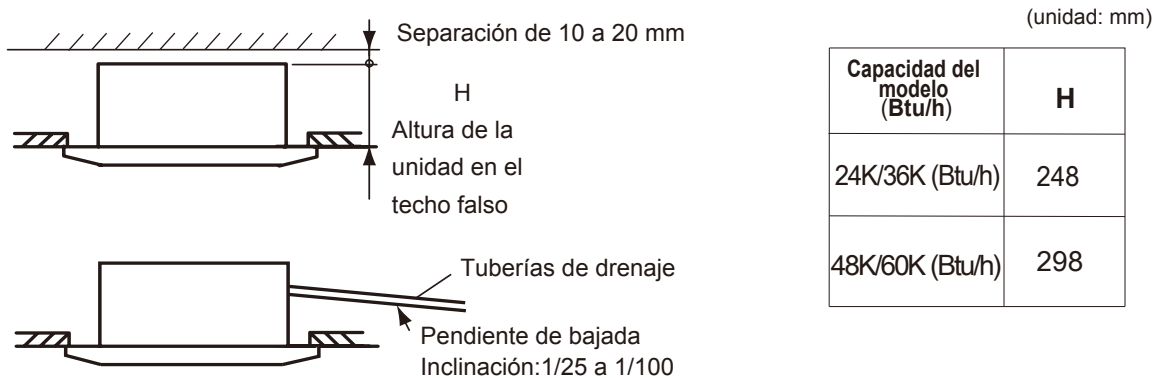 Separación de 10 a 20 mm
H
Altura de la
unidad en el
techo falso
Tuberías de drenaje
Pendiente de bajada
Inclinación:1/25 a 1/100
(unidad: mm)
Capacidad del
modelo
(Btu/h)
H
24K/36K (Btu/h)
248
48K/60K (Btu/h)
298